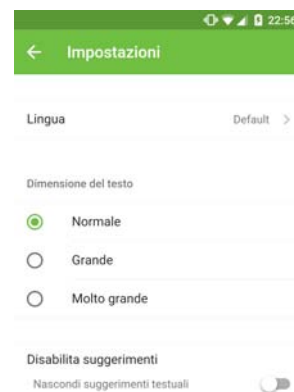 22:56
Impostazioni
Lingua Default
Dimensione del testo
Normale
Grande
Molto grande
Disabilita suggerimenti
Nascondi suggerimenti testuali